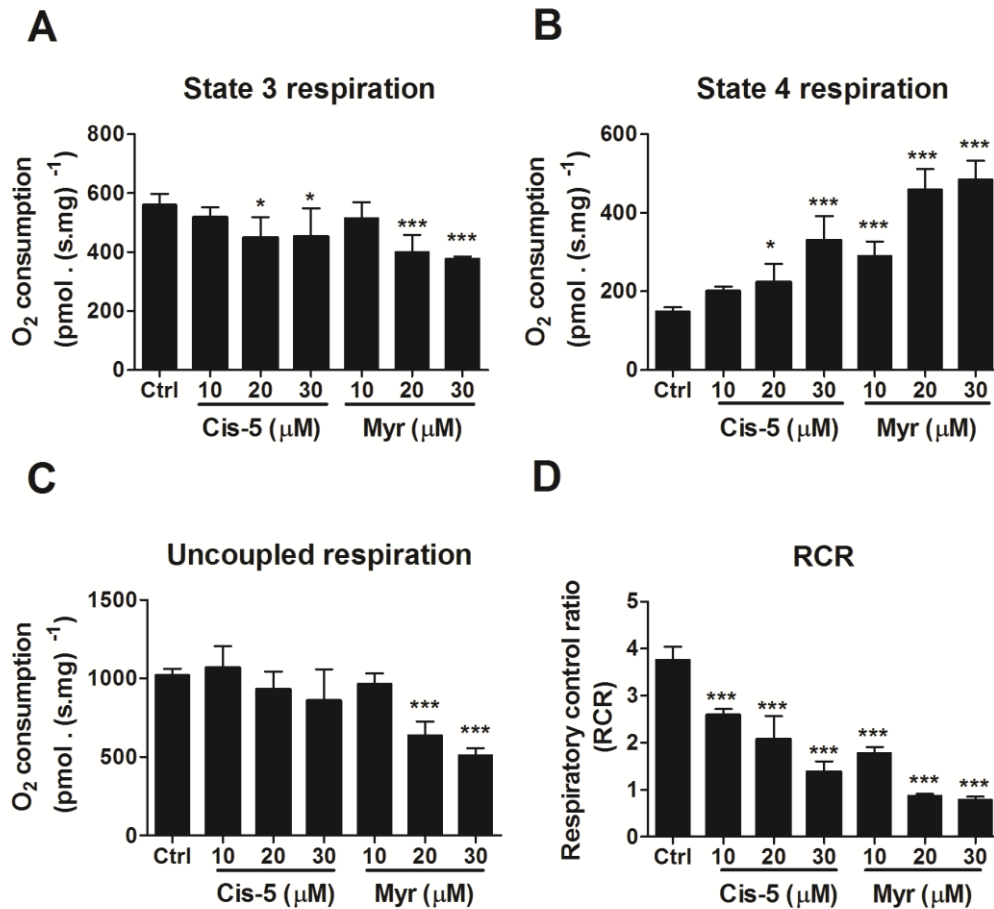 A
State 3 respiration
O₂ consumption
(pmol . (s.mg) ⁻¹
800
600
400
200
0
* * *** ***
Ctrl 10 20 30 10 20 30
Cis-5 (μM) Myr (μM)
B
State 4 respiration
O₂ consumption
(pmol . (s.mg) ⁻¹
600
400
200
0
* *** *** *** ***
Ctrl 10 20 30 10 20 30
Cis-5 (μM) Myr (μM)
C
Uncoupled respiration
O₂ consumption
(pmol . (s.mg) ⁻¹
1500
1000
500
0
*** ***
Ctrl 10 20 30 10 20 30
Cis-5 (μM) Myr (μM)
D
RCR
Respiratory control ratio
(RCR)
5
4
3
2
1
0
*** *** *** *** *** ***
Ctrl 10 20 30 10 20 30
Cis-5 (μM) Myr (μM)